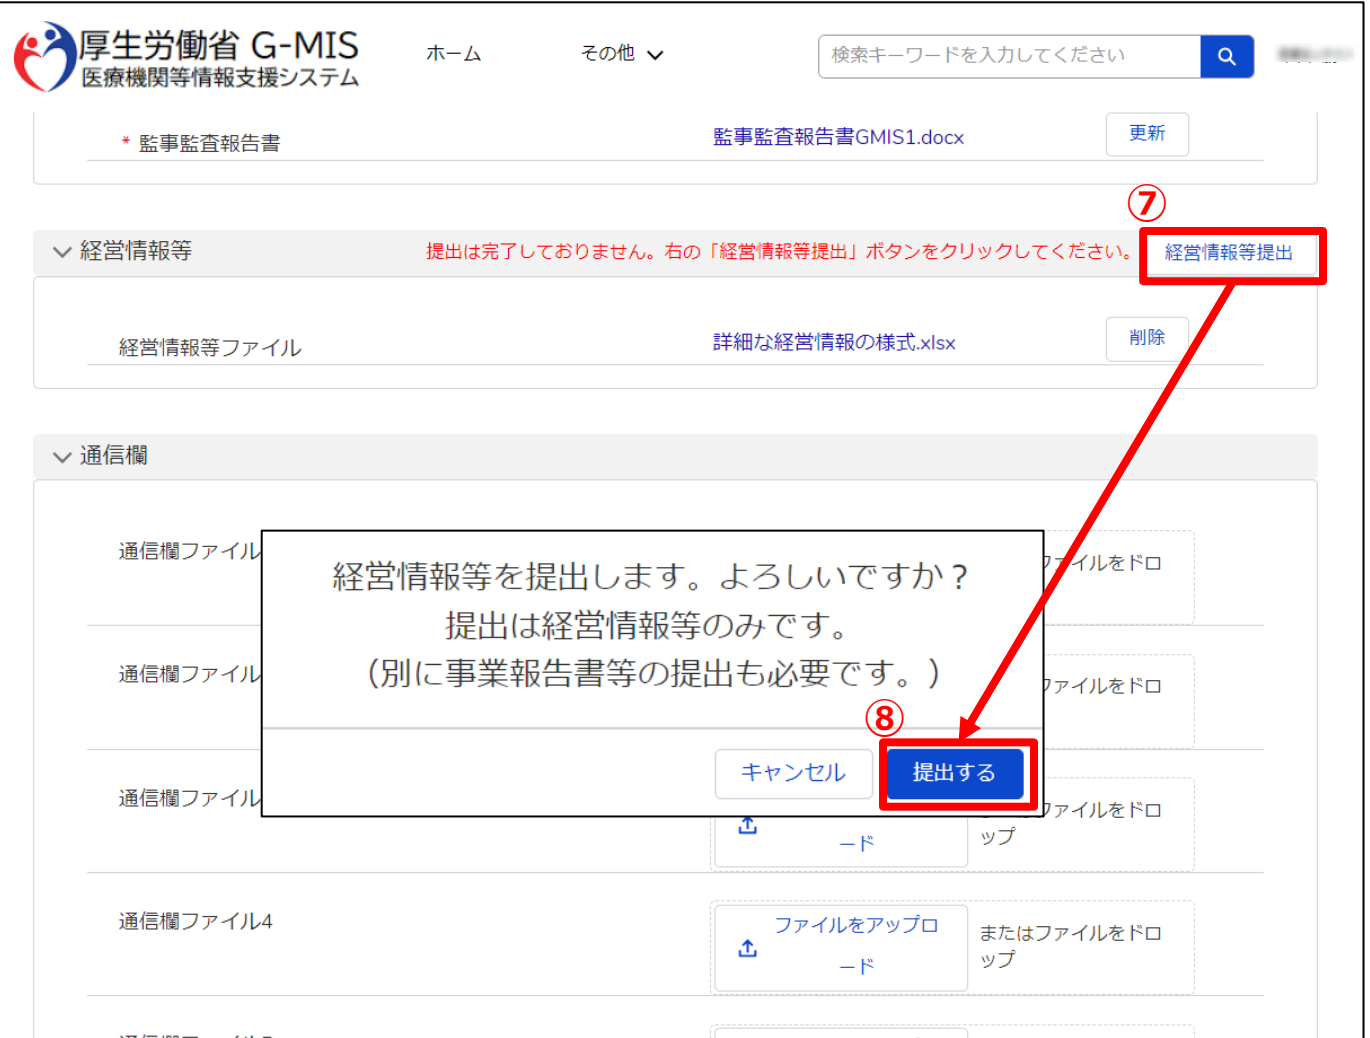 厚生労働省 G-MIS
医療機関等情報支援システム
ホーム
その他
検索キーワードを入力してください
* 監事監査報告書
監事監査報告書GMIS1.docx
更新
⑦
経営情報等
提出は完了しておりません。右の「経営情報等提出」ボタンをクリックしてください。
経営情報等提出
経営情報等ファイル
詳細な経営情報の様式.xlsx
削除
通信欄
通信欄ファイル
ファイルをドロ
通信欄ファイル
ファイルをドロ
経営情報等を提出します。よろしいですか？
提出は経営情報等のみです。
（別に事業報告書等の提出も必要です。）
⑧
キャンセル
提出する
通信欄ファイル
ファイルをドロ
ード
ップ
通信欄ファイル4
ファイルをアップロ
ード
またはファイルをドロ
ップ